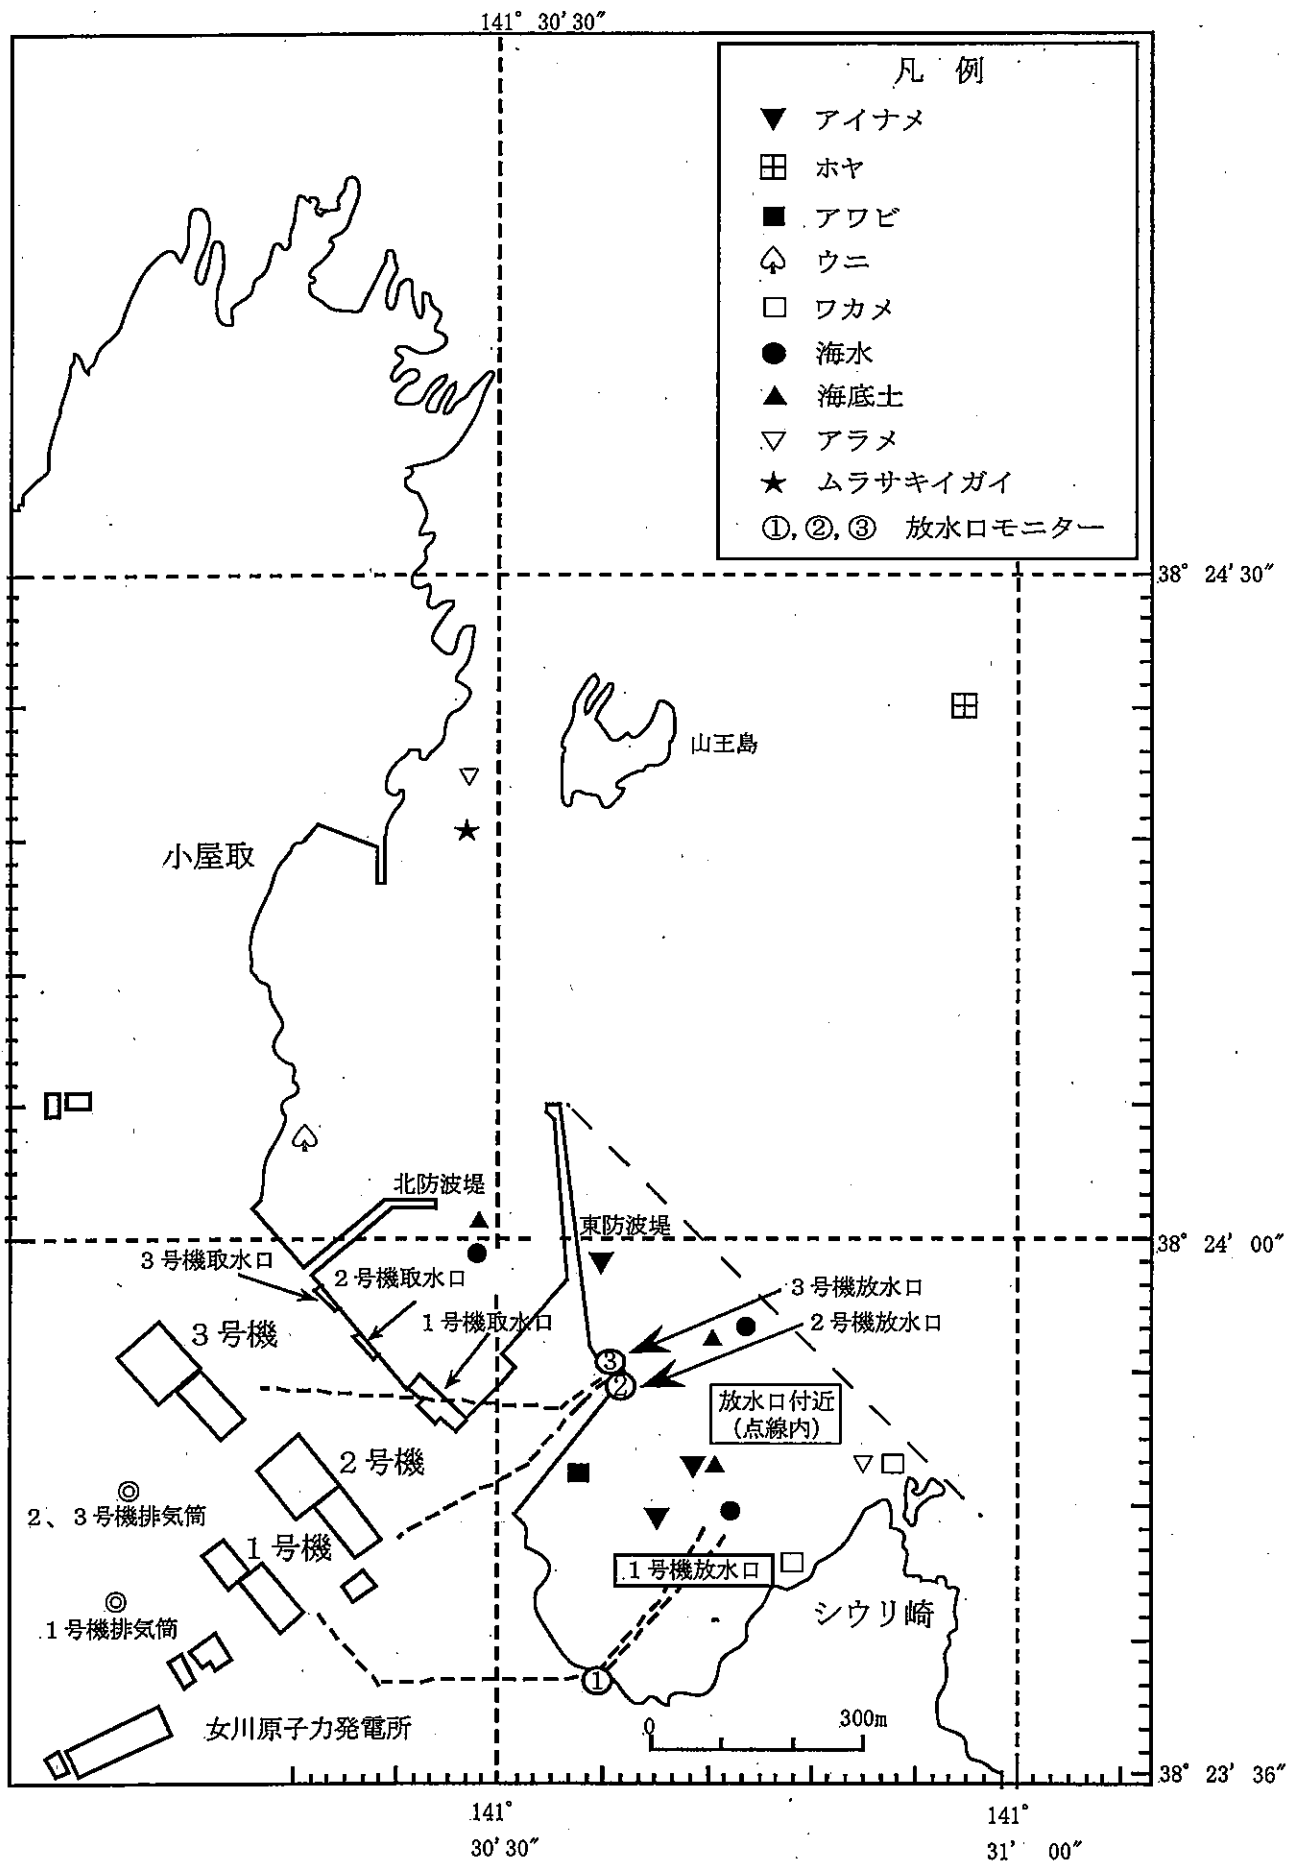 141° 30′30″
凡 例
アイナメ
ホヤ
アワビ
ウニ
ワカメ
海水
海底土
アラメ
ムラサキイガイ
①,②,③ 放水口モニター
38° 24′30″
山王島
小屋取
北防波堤
東防波堤
38° 24′ 00″
3号機取水口
2号機取水口
3号機放水口
1号機取水口
2号機放水口
3号機
③
②
放水口付近
(点線内)
2号機
2、3号機排気筒
1号機
1号機放水口
1号機排気筒
シウリ崎
①
女川原子力発電所
0 300m
38° 23′ 36″
141°
30′30″
141°
31′ 00″